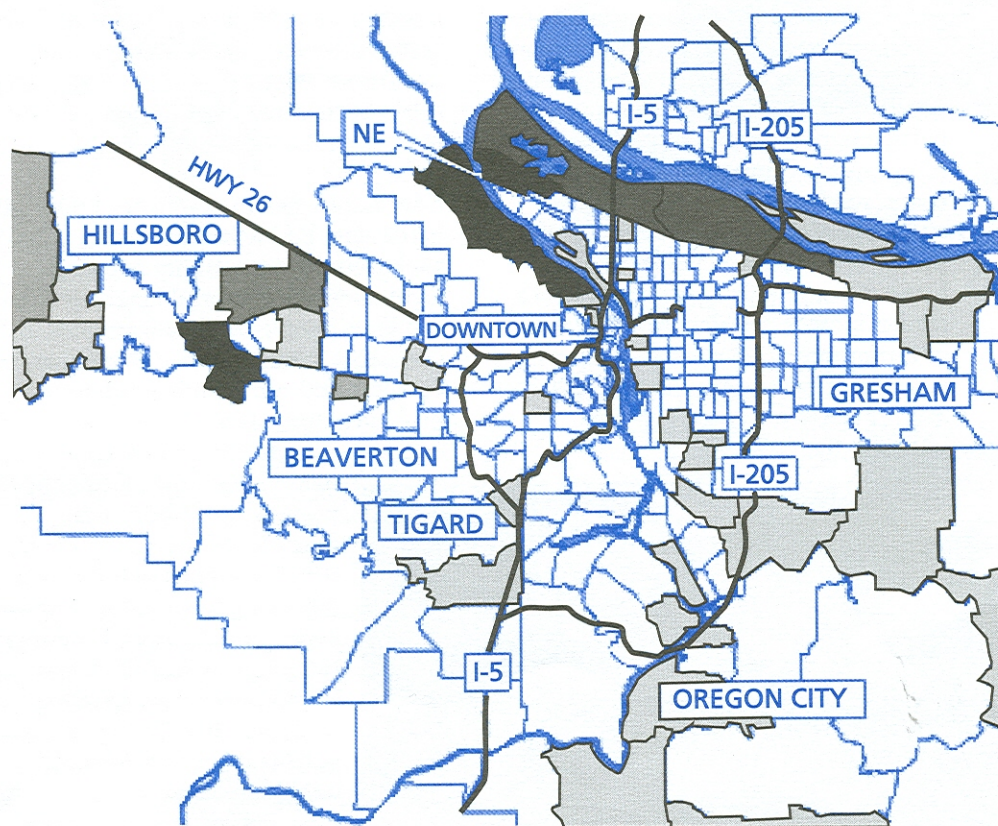 I-5
I-205
NE
HWY 26
HILLSBORO
DOWNTOWN
GRESHAM
BEAVERTON
I-205
TIGARD
I-5
OREGON CITY